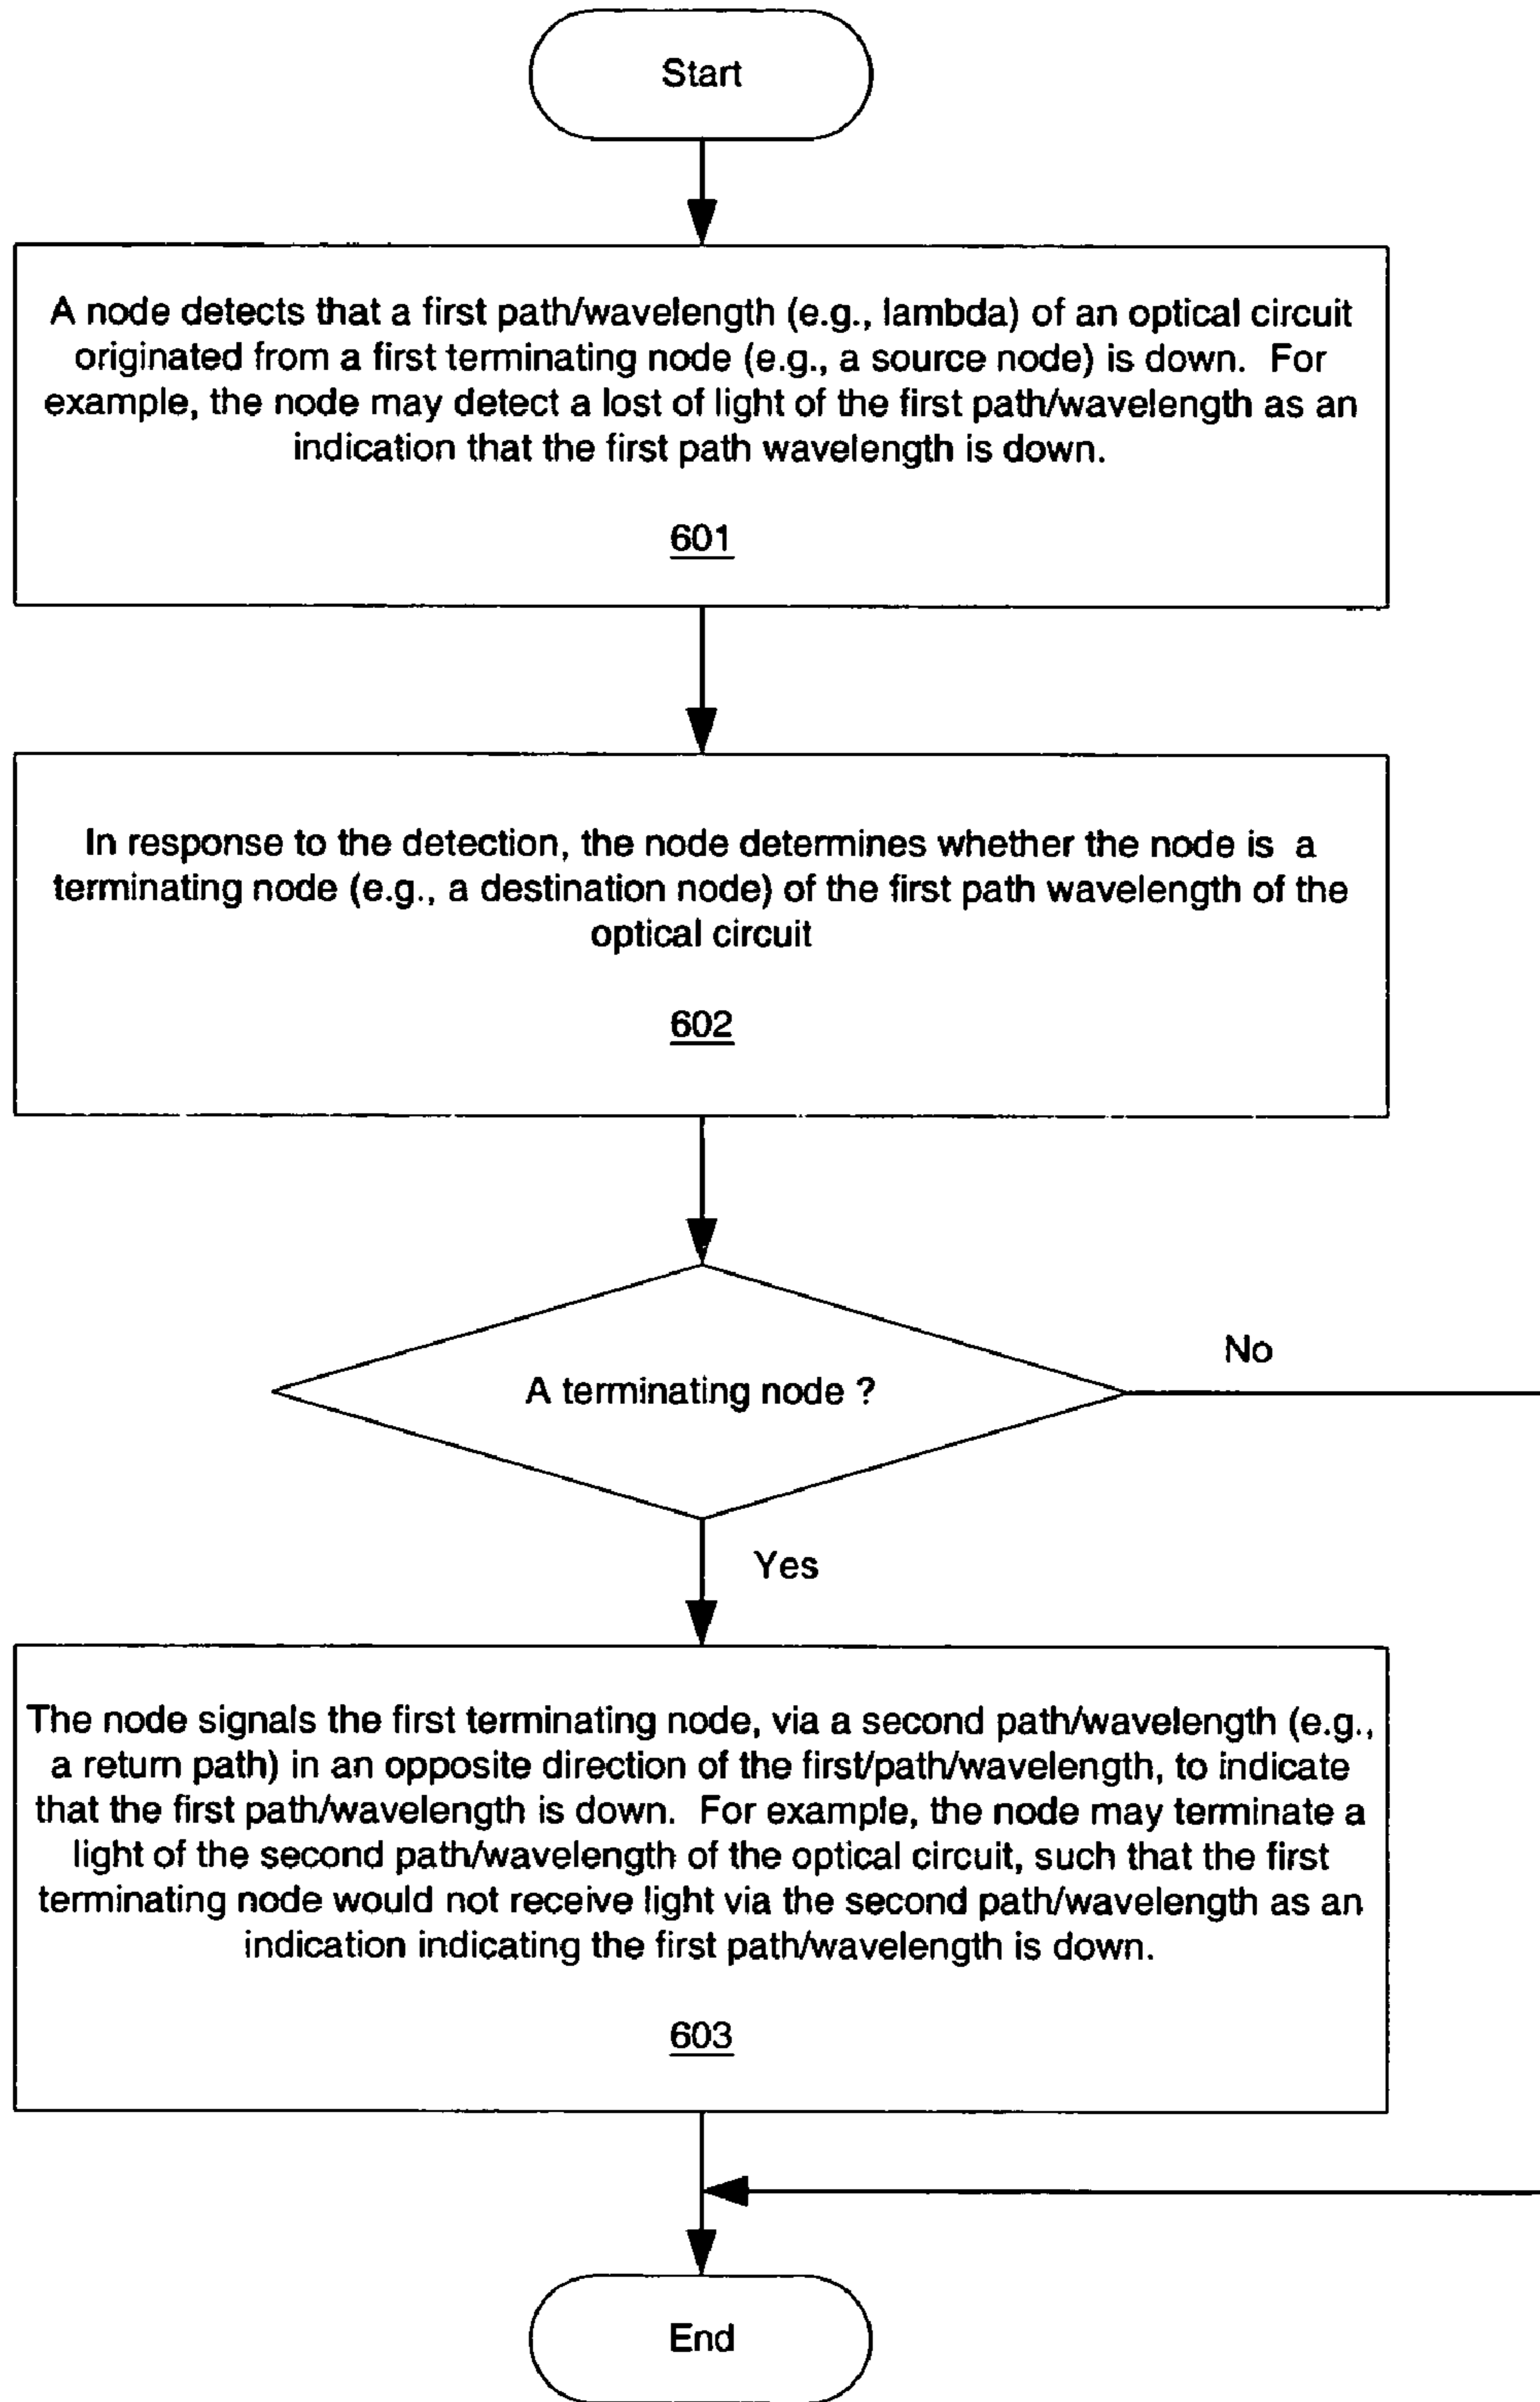 Start
A node detects that a first path/wavelength (e.g., lambda) of an optical circuit
originated from a first terminating node (e.g., a source node) is down.  For
example, the node may detect a lost of light of the first path/wavelength as an
indication that the first path wavelength is down.
601
In response to the detection, the node determines whether the node is  a
terminating node (e.g., a destination node) of the first path wavelength of the
optical circuit
602
A terminating node ?
No
Yes
The node signals the first terminating node, via a second path/wavelength (e.g.,
a return path) in an opposite direction of the first/path/wavelength, to indicate
that the first path/wavelength is down.  For example, the node may terminate a
light of the second path/wavelength of the optical circuit, such that the first
terminating node would not receive light via the second path/wavelength as an
indication indicating the first path/wavelength is down.
603
End